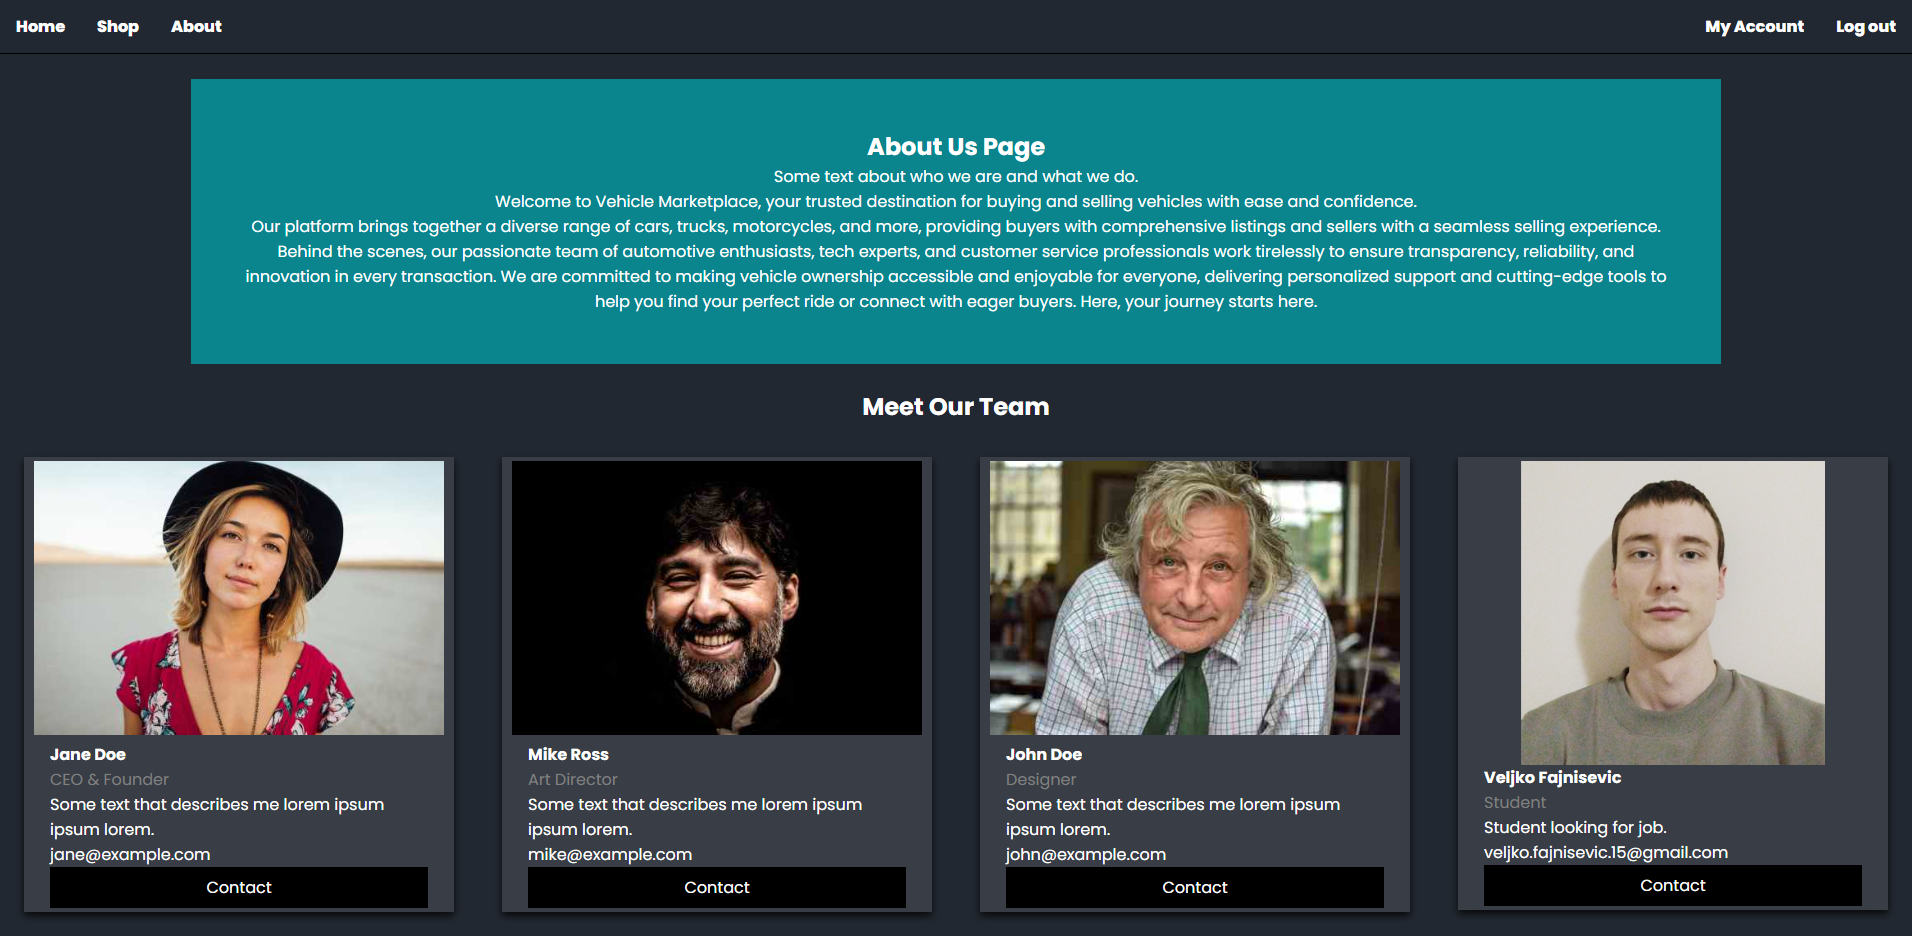 Home Shop About My Account Log out
About Us Page
Some text about who we are and what we do.
Welcome to Vehicle Marketplace, your trusted destination for buying and selling vehicles with ease and confidence.
Our platform brings together a diverse range of cars, trucks, motorcycles, and more, providing buyers with comprehensive listings and sellers with a seamless selling experience.
Behind the scenes, our passionate team of automotive enthusiasts, tech experts, and customer service professionals work tirelessly to ensure transparency, reliability, and
innovation in every transaction. We are committed to making vehicle ownership accessible and enjoyable for everyone, delivering personalized support and cutting-edge tools to
help you find your perfect ride or connect with eager buyers. Here, your journey starts here.
Meet Our Team
Jane Doe
CEO & Founder
Some text that describes me lorem ipsum
ipsum lorem.
jane@example.com
Contact
Mike Ross
Art Director
Some text that describes me lorem ipsum
ipsum lorem.
mike@example.com
Contact
John Doe
Designer
Some text that describes me lorem ipsum
ipsum lorem.
john@example.com
Contact
Veljko Fajnisevic
Student
Student looking for job.
veljko.fajnisevic.15@gmail.com
Contact